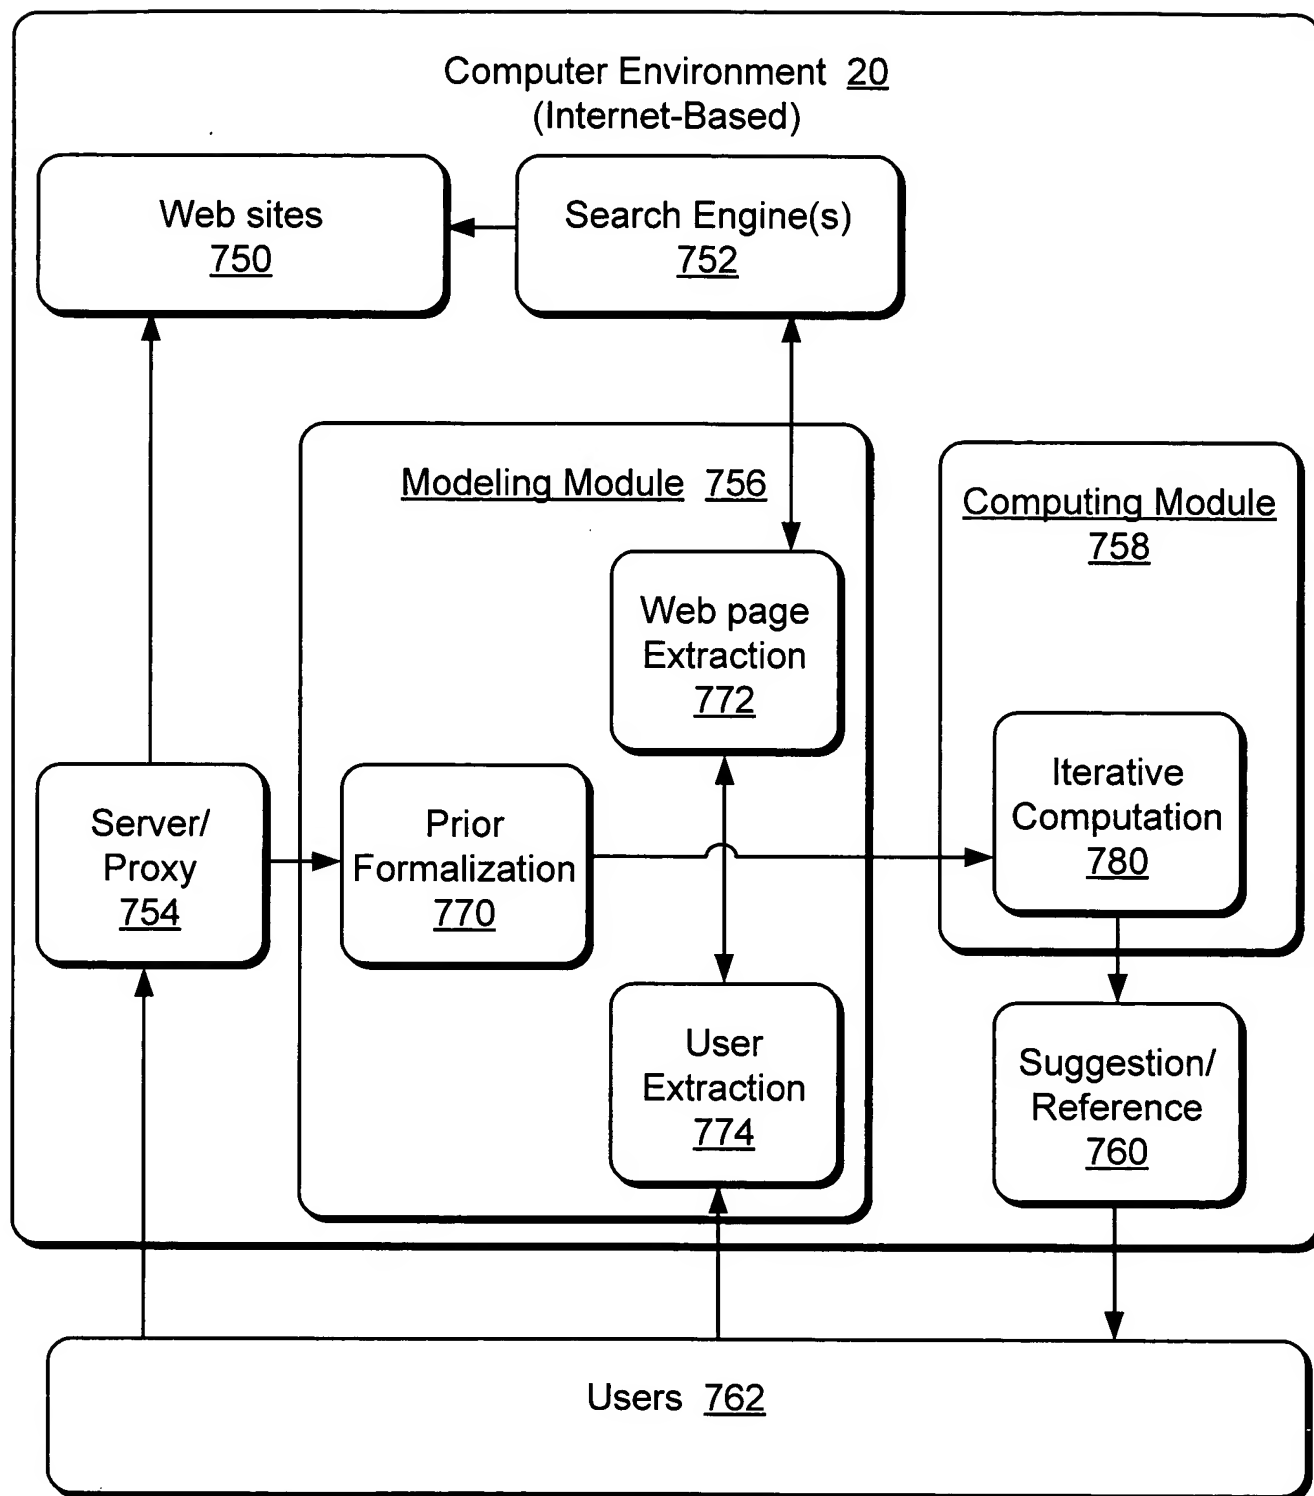 Computer Environment 20
(Internet-Based)
Web sites
750
Search Engine(s)
752
Modeling Module 756
Computing Module
758
Web page
Extraction
772
Server/
Proxy
754
Prior
Formalization
770
Iterative
Computation
780
User
Extraction
774
Suggestion/
Reference
760
Users 762